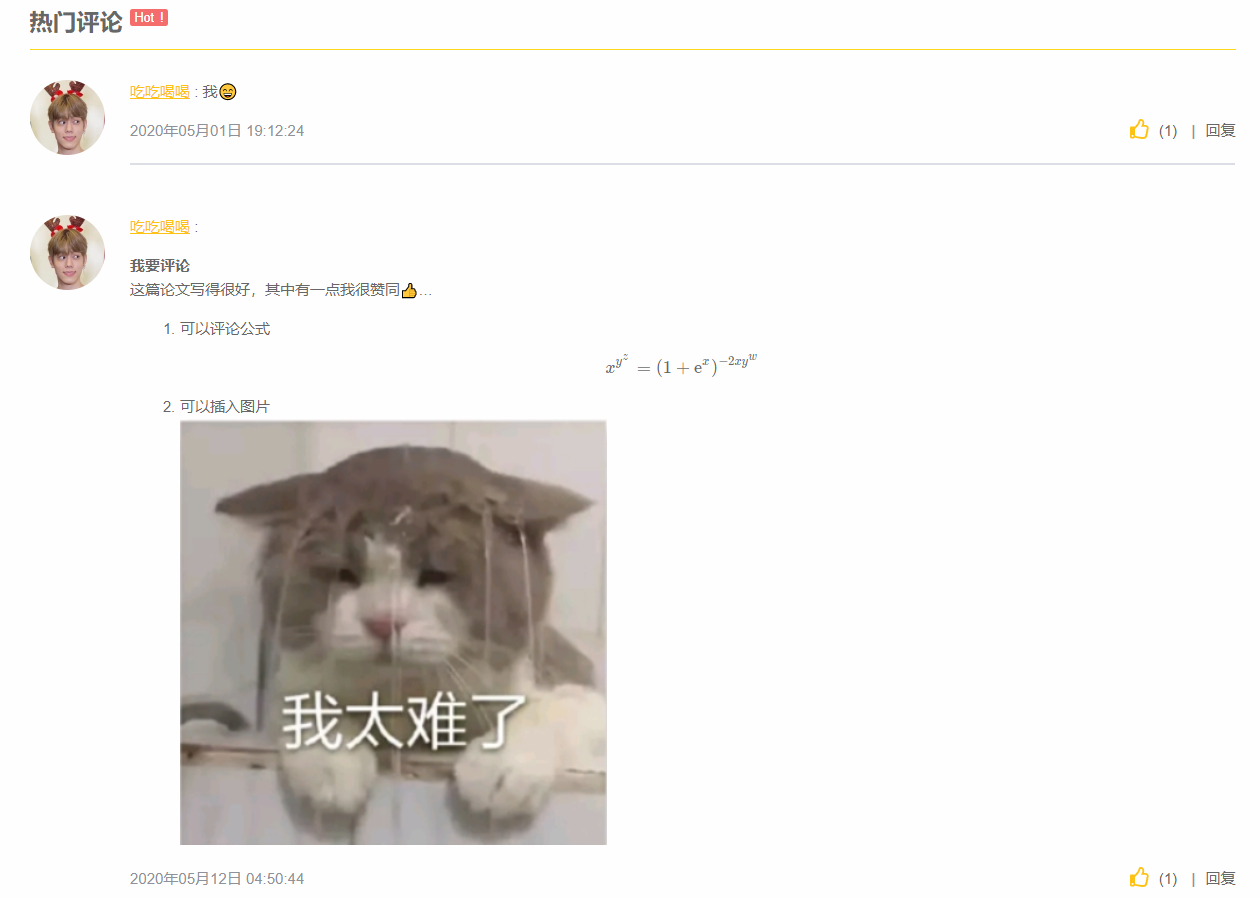 热门评论 Hot !
吃吃喝喝 : 我😄
2020年05月01日 19:12:24 (1) | 回复
吃吃喝喝 :
我要评论
这篇论文写得很好，其中有一点我很赞同👍...
1. 可以评论公式
x^{y^z} = (1 + e^x)^{-2xy^w}
2. 可以插入图片
我太难了
2020年05月12日 04:50:44 (1) | 回复